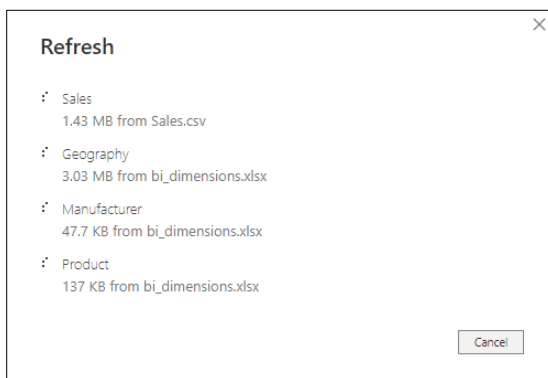 Refresh
Sales
1.43 MB from Sales.csv
Geography
3.03 MB from bi_dimensions.xlsx
Manufacturer
47.7 KB from bi_dimensions.xlsx
Product
137 KB from bi_dimensions.xlsx
Cancel